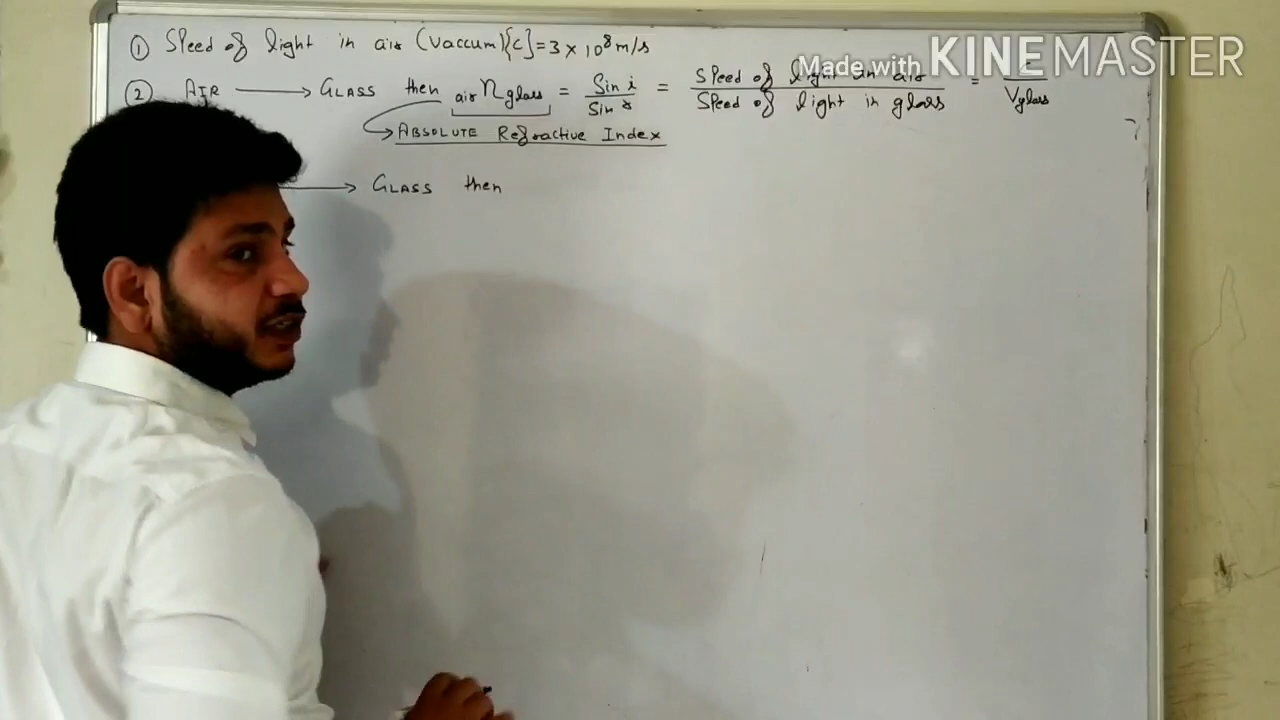 ① Speed of light in air (Vaccum){c} = 3 × 10⁸ m/s
Made with KINEMASTER
② AIR ⟶ GLASS then air n glass = Sin i / Sin r = Speed of light in air / Speed of light in glass = c / Vglass
→ ABSOLUTE Refractive Index
⟶ GLASS then